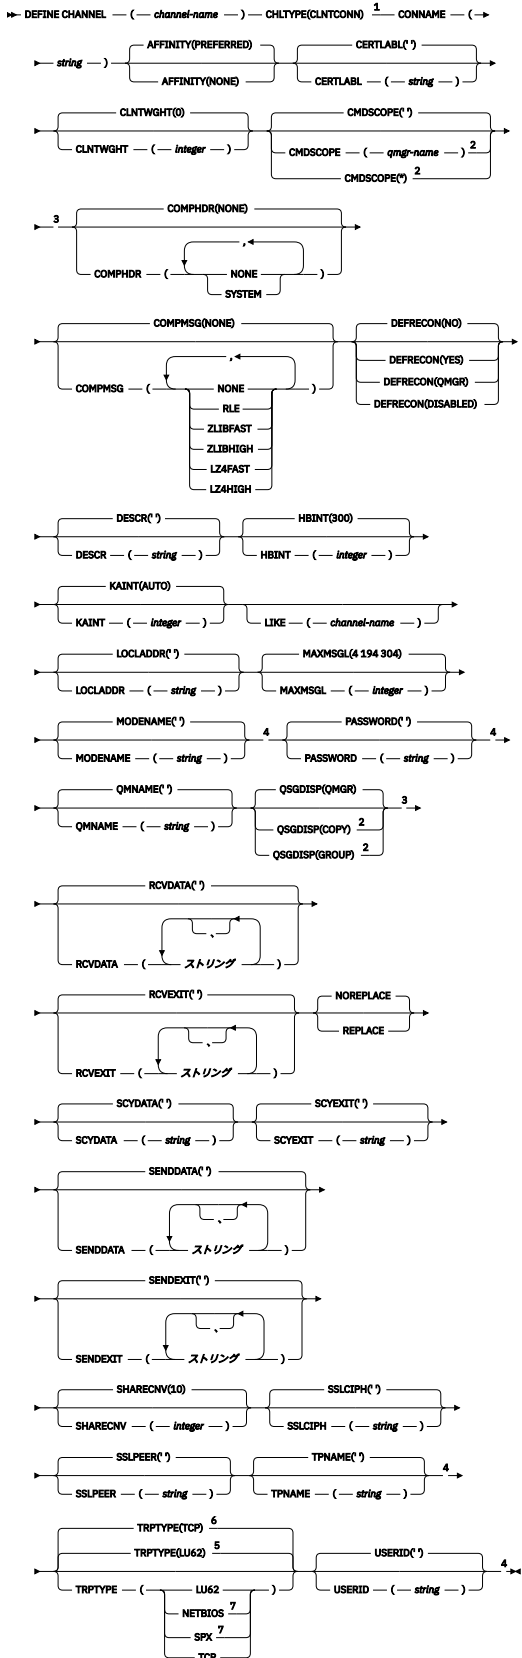 DEFINE CHANNEL ( channel-name ) CHLTYPE(CLNTCONN) 1 CONNAME (
string ) AFFINITY(PREFERRED) CERTLABL(' ')
AFFINITY(NONE) CERTLABL ( string )
CLNTWGHT(0) CMDSCOPE(' ')
CLNTWGHT ( integer ) CMDSCOPE ( qmgr-name ) 2
CMDSCOPE(*) 2
3 COMPHDR(NONE)
,
COMPHDR ( NONE )
SYSTEM
COMPMSG(NONE) DEFRECON(NO)
, DEFRECON(YES)
COMPMSG ( NONE ) DEFRECON(QMGR)
RLE DEFRECON(DISABLED)
ZLIBFAST
ZLIBHIGH
LZ4FAST
LZ4HIGH
DESCR(' ') HBINT(300)
DESCR ( string ) HBINT ( integer )
KAINT(AUTO)
KAINT ( integer ) LIKE ( channel-name )
LOCLADDR(' ') MAXMSGL(4 194 304)
LOCLADDR ( string ) MAXMSGL ( integer )
MODENAME(' ') 4 PASSWORD(' ') 4
MODENAME ( string ) PASSWORD ( string )
QMNAME(' ') QSGDISP(QMGR) 3
QMNAME ( string ) QSGDISP(COPY) 2
QSGDISP(GROUP) 2
RCVDATA(' ')
、
RCVDATA ( ストリング )
RCVEXIT(' ') NOREPLACE
、 REPLACE
RCVEXIT ( ストリング )
SCYDATA(' ') SCYEXIT(' ')
SCYDATA ( string ) SCYEXIT ( string )
SENDDATA(' ')
、
SENDDATA ( ストリング )
SENDEXIT(' ')
、
SENDEXIT ( ストリング )
SHARECNV(10) SSLCIPH(' ')
SHARECNV ( integer ) SSLCIPH ( string )
SSLPEER(' ') TPNAME(' ') 4
SSLPEER ( string ) TPNAME ( string )
TRPTYPE(TCP) 6
TRPTYPE(LU62) 5 USERID(' ') 4
TRPTYPE ( LU62 ) USERID ( string )
NETBIOS 7
SPX 7
TCP